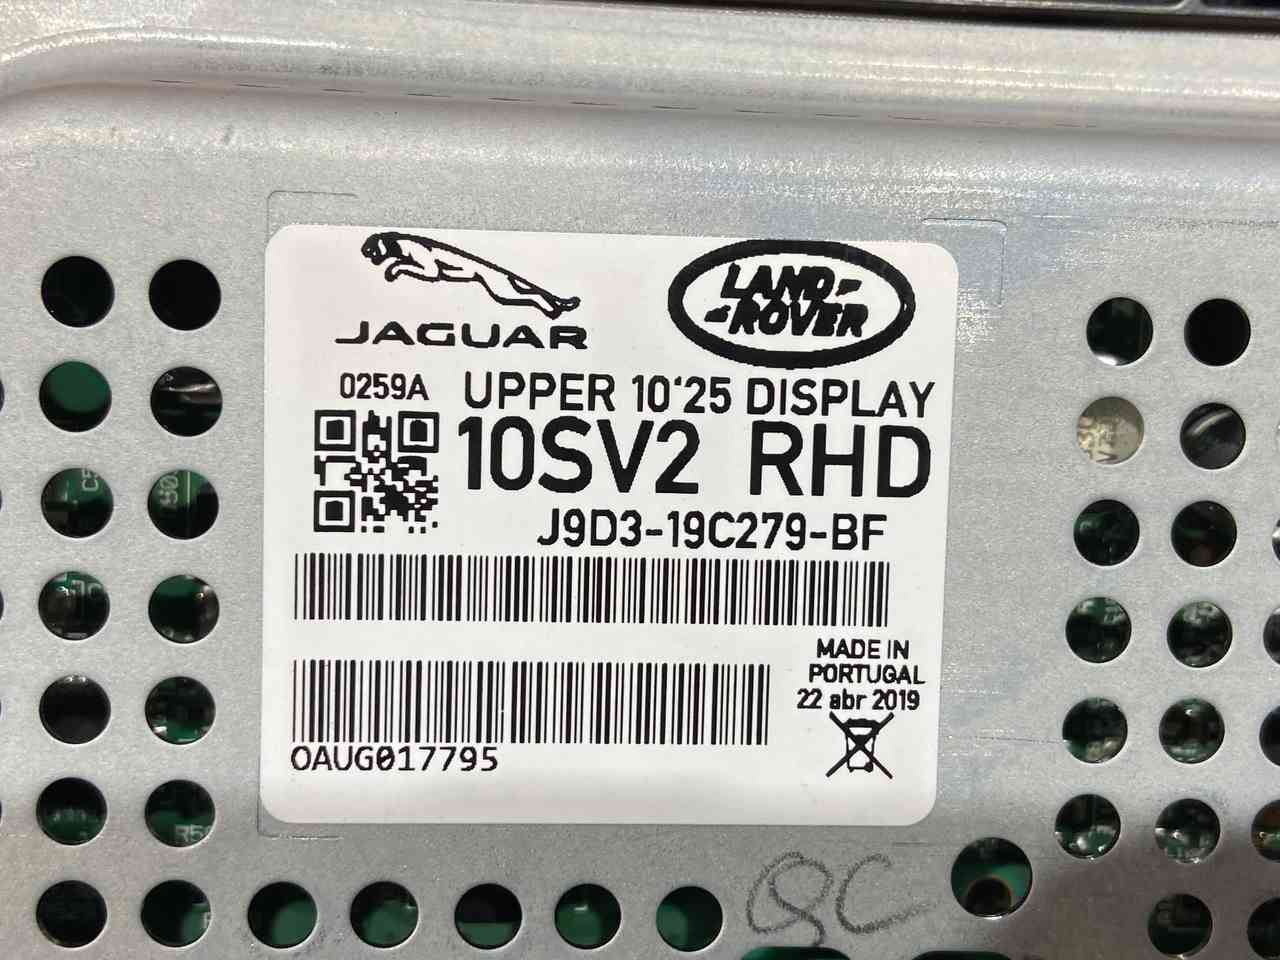 JAGUAR
LAND
ROVER
0259A
UPPER 10'25 DISPLAY
10SV2 RHD
J9D3-19C279-BF
MADE IN
PORTUGAL
22 abr 2019
OAUG017795